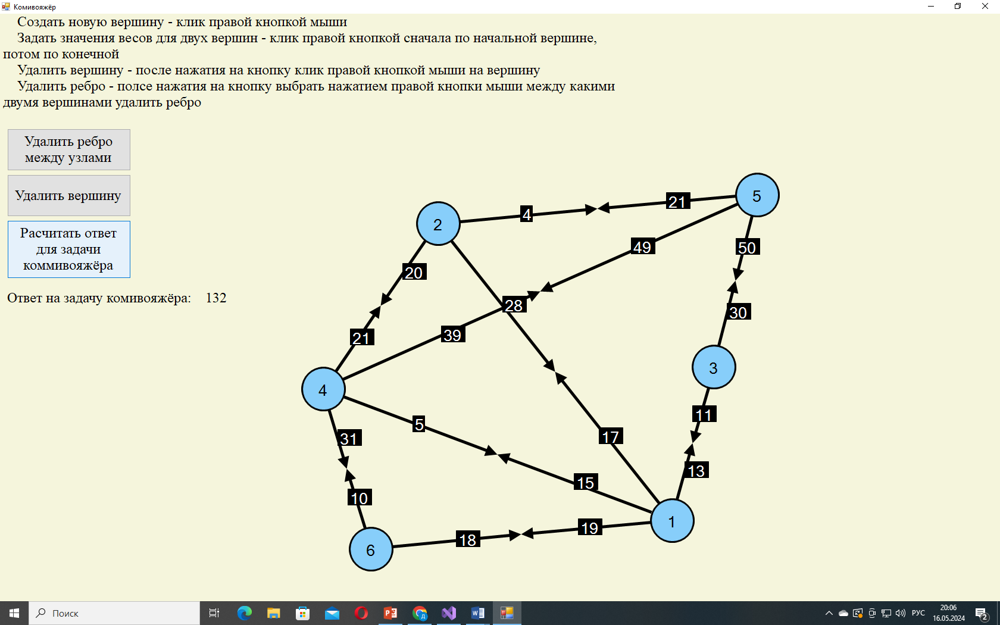 Комивояжёр
Создать новую вершину - клик правой кнопкой мыши
Задать значения весов для двух вершин - клик правой кнопкой сначала по начальной вершине,
потом по конечной
Удалить вершину - после нажатия на кнопку клик правой кнопкой мыши на вершину
Удалить ребро - полсе нажатия на кнопку выбрать нажатием правой кнопки мыши между какими
двумя вершинами удалить ребро
Удалить ребро
между узлами
Удалить вершину
Расчитать ответ
для задачи
коммивояжёра
Ответ на задачу комивояжёра: 132
5
21
4
2
49
50
20
28
30
39
21
3
4
11
5
31
17
13
15
10
1
19
18
6
Поиск
РУС
20:06
16.05.2024
2